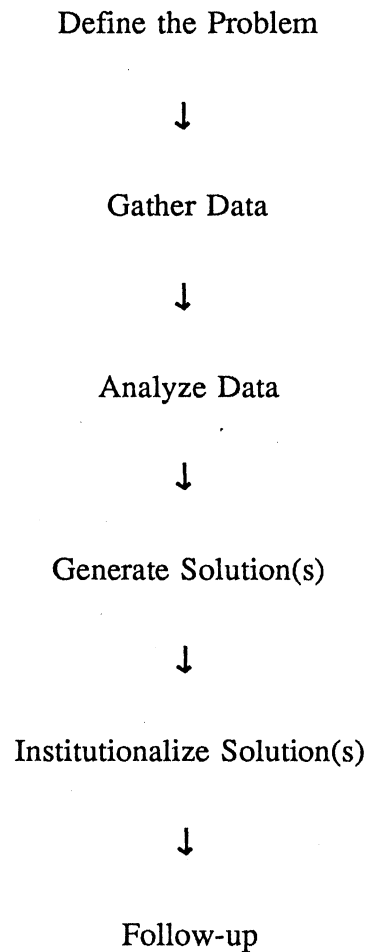 Define the Problem
↓
Gather Data
↓
Analyze Data
↓
Generate Solution(s)
↓
Institutionalize Solution(s)
↓
Follow-up